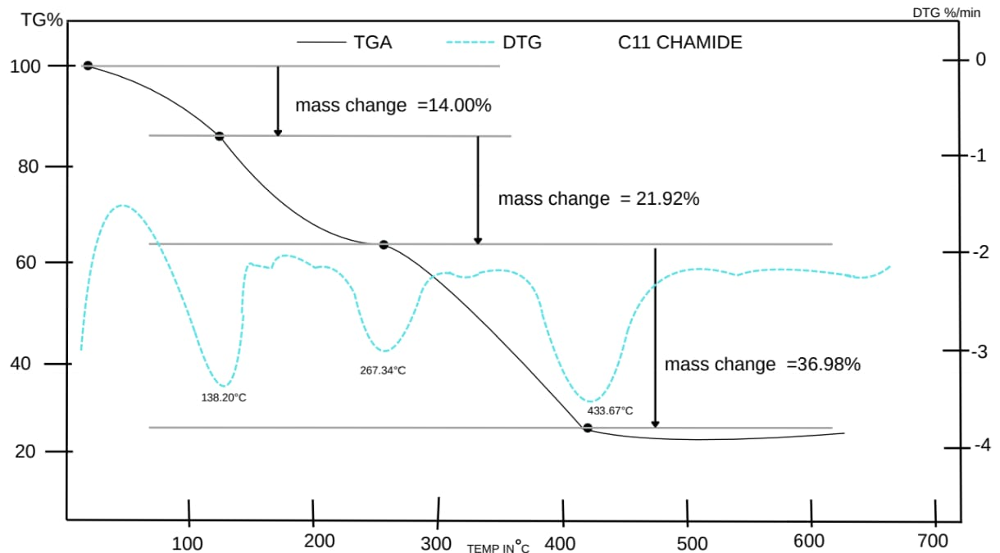 TG%
DTG %/min
TGA
DTG
C11 CHAMIDE
100
0
mass change =14.00%
80
-1
mass change = 21.92%
60
-2
40
-3
mass change =36.98%
267.34°C
138.20°C
433.67°C
20
-4
100
200
300
TEMP IN°C
400
500
600
700